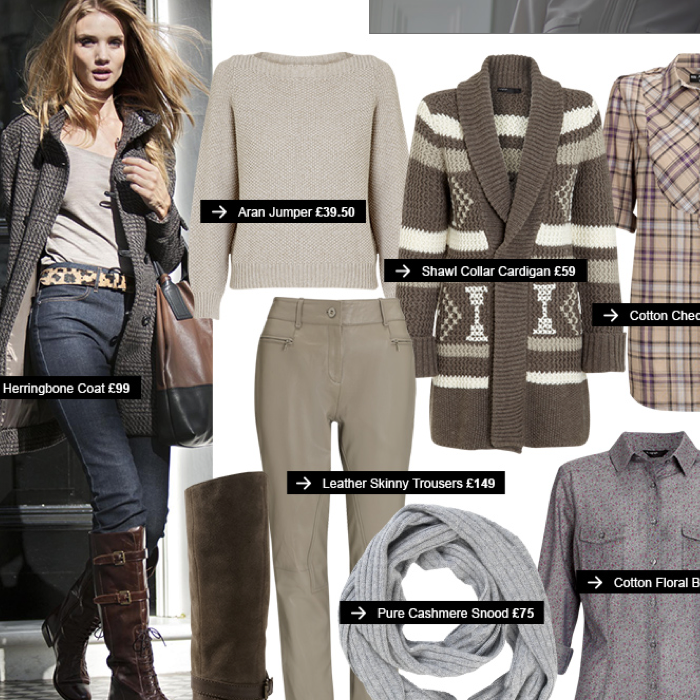 Aran Jumper £39.50
Shawl Collar Cardigan £59
Cotton Chec
Herringbone Coat £99
Leather Skinny Trousers £149
Cotton Floral B
Pure Cashmere Snood £75